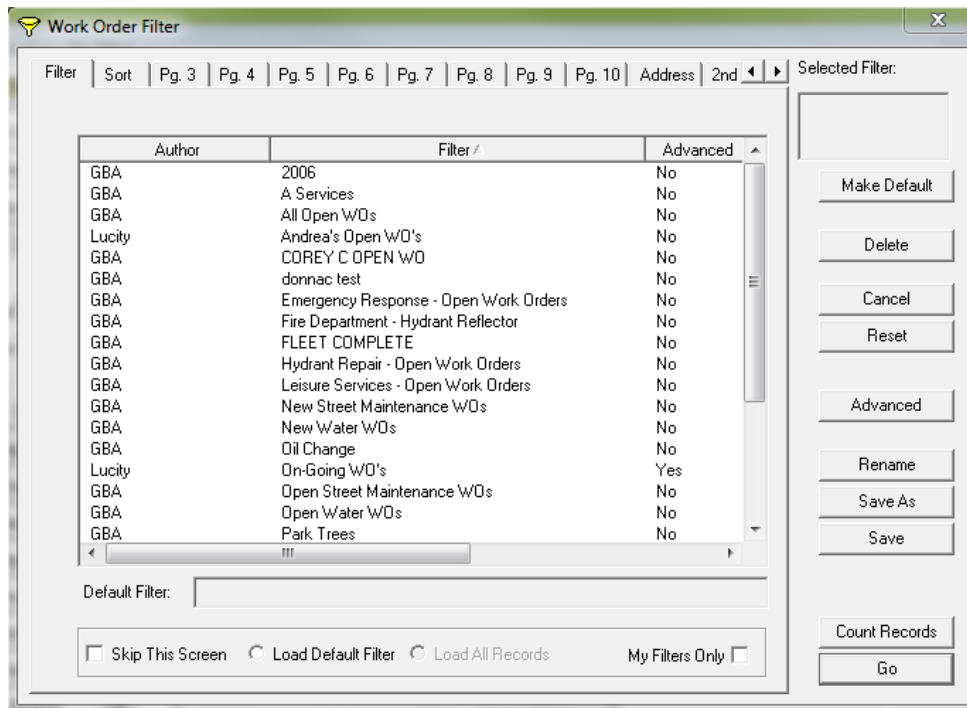 Work Order Filter
Filter Sort Pg. 3 Pg. 4 Pg. 5 Pg. 6 Pg. 7 Pg. 8 Pg. 9 Pg. 10 Address 2nd
Selected Filter:
Author Filter Advanced
GBA 2006 No
GBA A Services No
GBA All Open WOs No
Lucity Andrea's Open WO's No
GBA COREY C OPEN WO No
GBA donnac test No
GBA Emergency Response - Open Work Orders No
GBA Fire Department - Hydrant Reflector No
GBA FLEET COMPLETE No
GBA Hydrant Repair - Open Work Orders No
GBA Leisure Services - Open Work Orders No
GBA New Street Maintenance WOs No
GBA New Water WOs No
GBA Oil Change No
Lucity On-Going WO's Yes
GBA Open Street Maintenance WOs No
GBA Open Water WOs No
GBA Park Trees No
Default Filter:
Skip This Screen Load Default Filter Load All Records My Filters Only
Make Default
Delete
Cancel
Reset
Advanced
Rename
Save As
Save
Count Records
Go